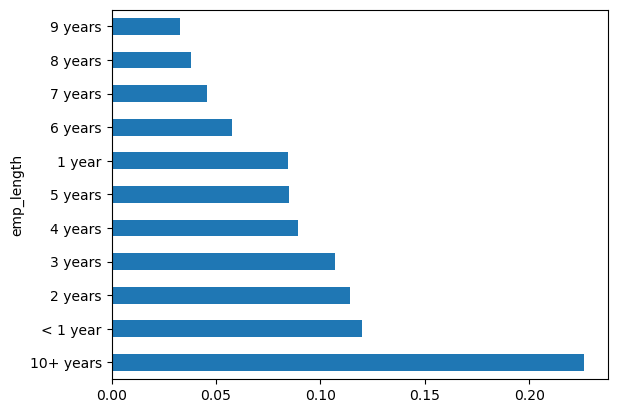 9 years
8 years
7 years
6 years
1 year
5 years
4 years
3 years
2 years
< 1 year
10+ years
emp_length
0.00 0.05 0.10 0.15 0.20